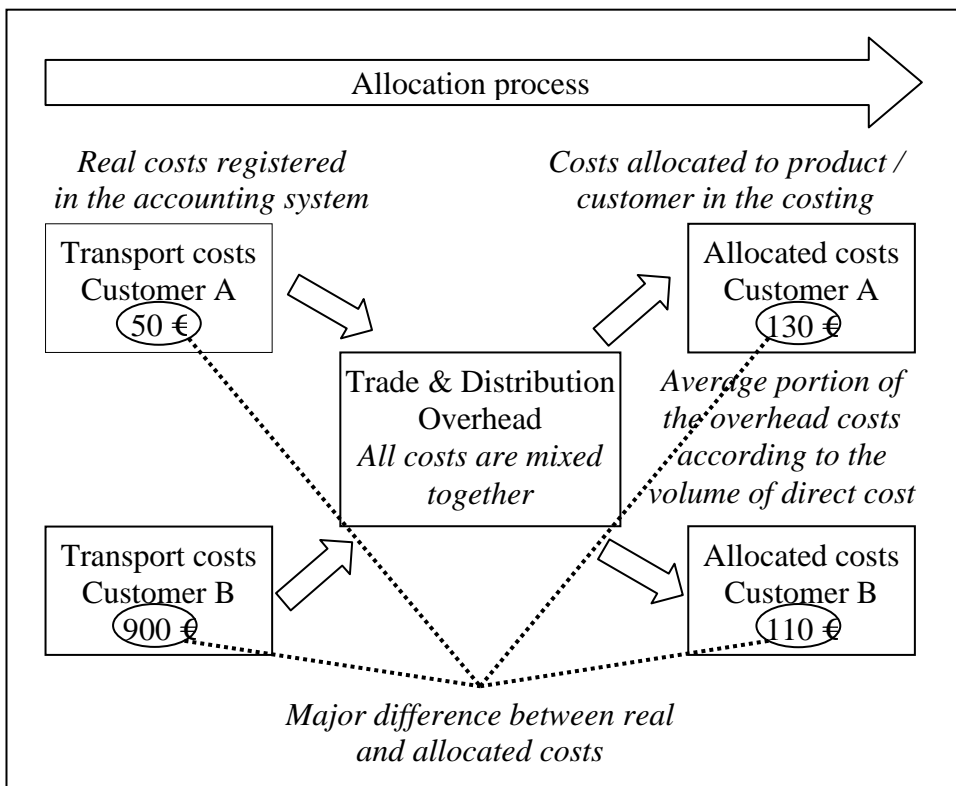 Allocation process
Real costs registered
in the accounting system
Costs allocated to product /
customer in the costing
Transport costs
Customer A
50 €
Allocated costs
Customer A
130 €
Trade & Distribution
Overhead
All costs are mixed
together
Average portion of
the overhead costs
according to the
volume of direct cost
Transport costs
Customer B
900 €
Allocated costs
Customer B
110 €
Major difference between real
and allocated costs